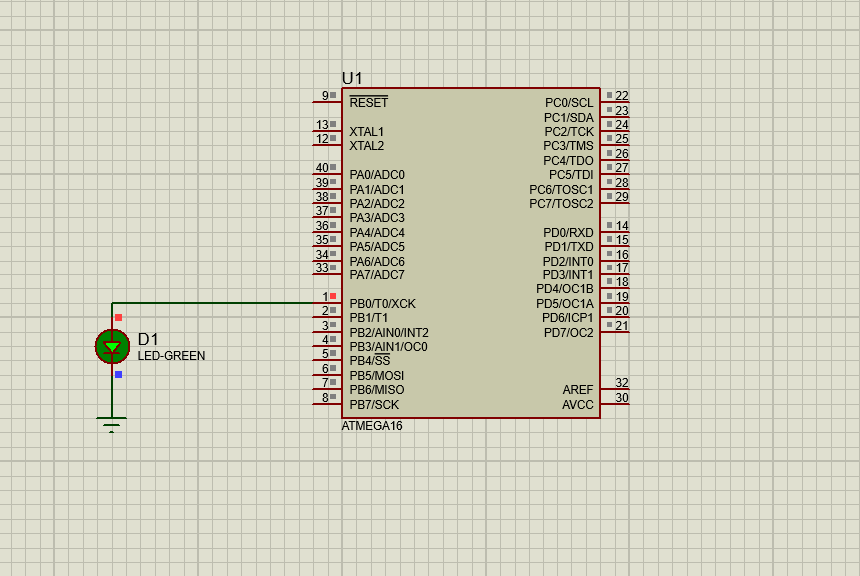 U1
9 RESET
13 XTAL1
12 XTAL2
40 PA0/ADC0
39 PA1/ADC1
38 PA2/ADC2
37 PA3/ADC3
36 PA4/ADC4
35 PA5/ADC5
34 PA6/ADC6
33 PA7/ADC7
1 PB0/T0/XCK
2 PB1/T1
3 PB2/AIN0/INT2
4 PB3/AIN1/OC0
5 PB4/SS
6 PB5/MOSI
7 PB6/MISO
8 PB7/SCK
PC0/SCL 22
PC1/SDA 23
PC2/TCK 24
PC3/TMS 25
PC4/TDO 26
PC5/TDI 27
PC6/TOSC1 28
PC7/TOSC2 29
PD0/RXD 14
PD1/TXD 15
PD2/INT0 16
PD3/INT1 17
PD4/OC1B 18
PD5/OC1A 19
PD6/ICP1 20
PD7/OC2 21
AREF 32
AVCC 30
ATMEGA16
D1
LED-GREEN